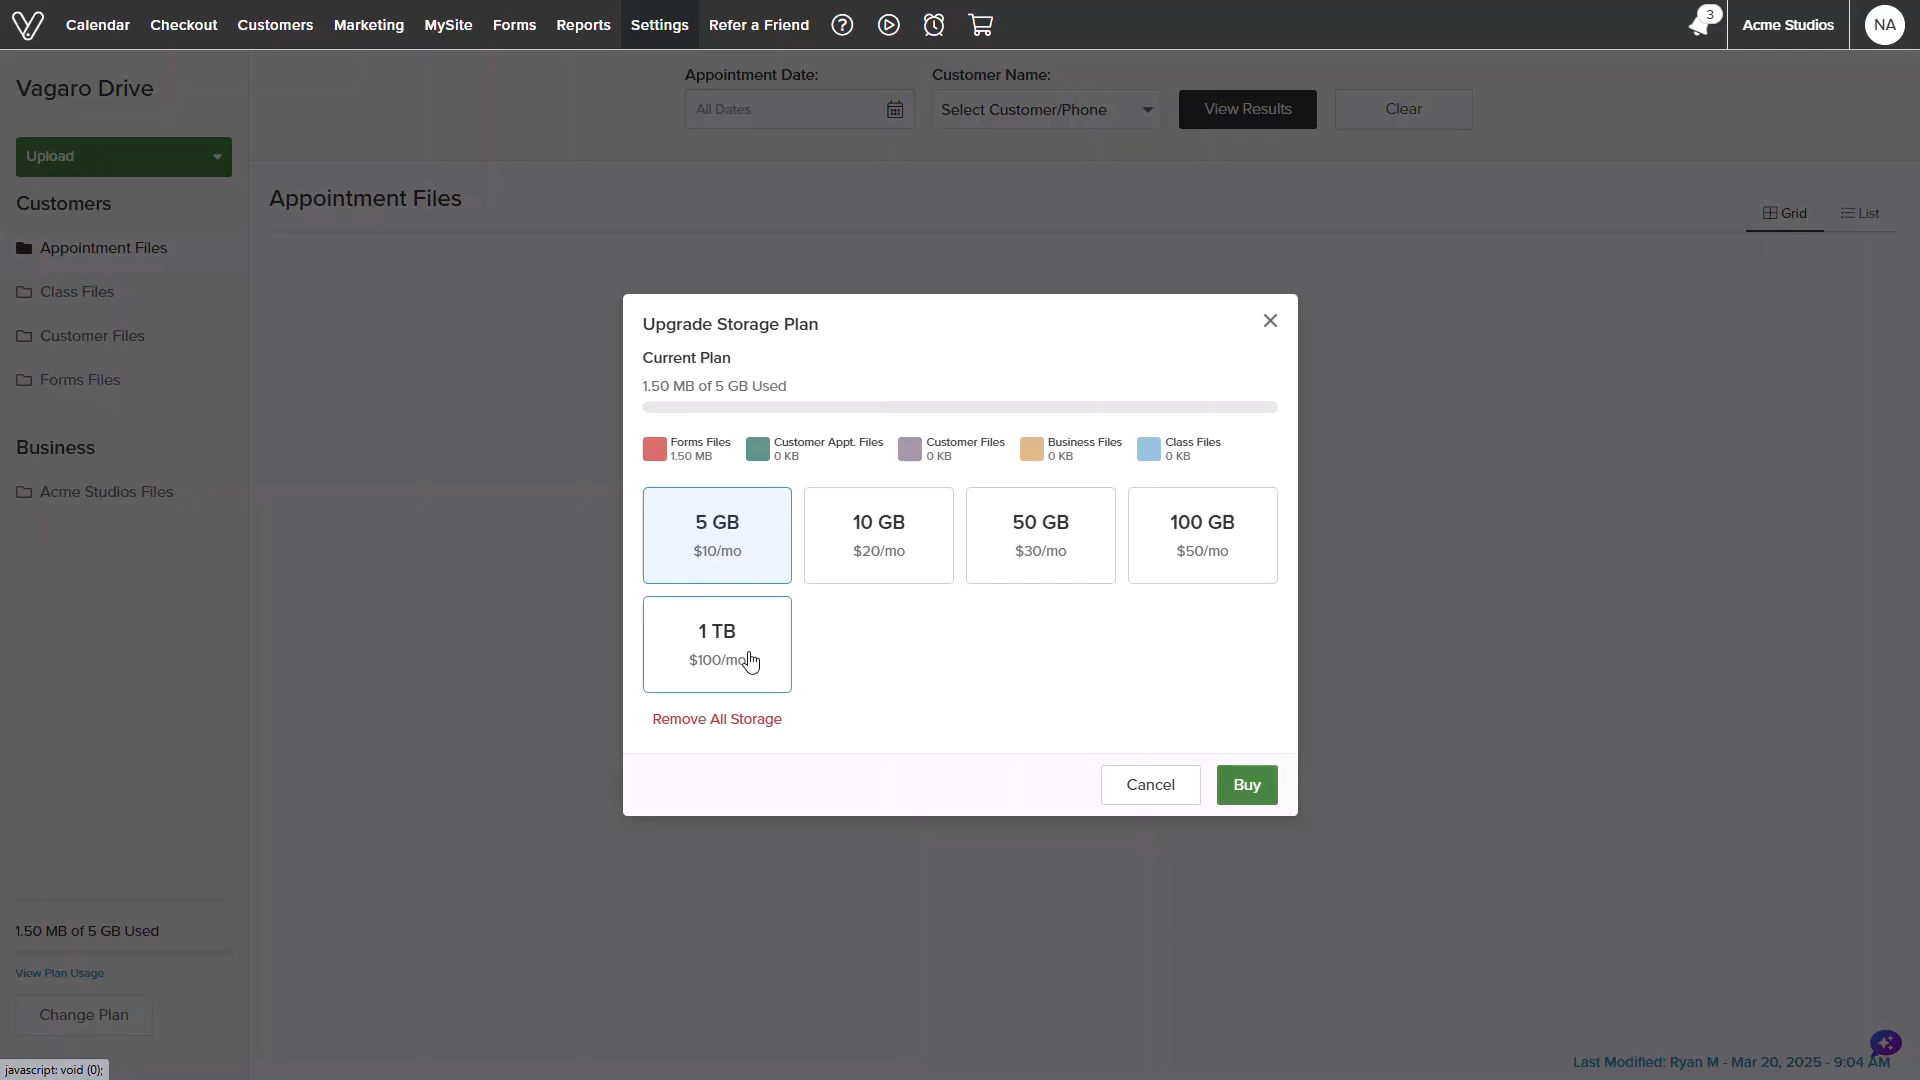 Calendar Checkout Customers Marketing MySite Forms Reports Settings Refer a Friend 3 Acme Studios NA
Vagaro Drive
Appointment Date: Customer Name:
All Dates Select Customer/Phone View Results Clear
Upload
Customers
Appointment Files
Grid List
Appointment Files
Class Files
Customer Files
Forms Files
Business
Acme Studios Files
Upgrade Storage Plan
Current Plan
1.50 MB of 5 GB Used
Forms Files Customer Appt. Files Customer Files Business Files Class Files
1.50 MB 0 KB 0 KB 0 KB 0 KB
5 GB 10 GB 50 GB 100 GB
$10/mo $20/mo $30/mo $50/mo
1 TB
$100/mo
Remove All Storage
Cancel Buy
1.50 MB of 5 GB Used
View Plan Usage
Change Plan
javascript: void (0);
Last Modified: Ryan M - Mar 20, 2025 - 9:04 AM